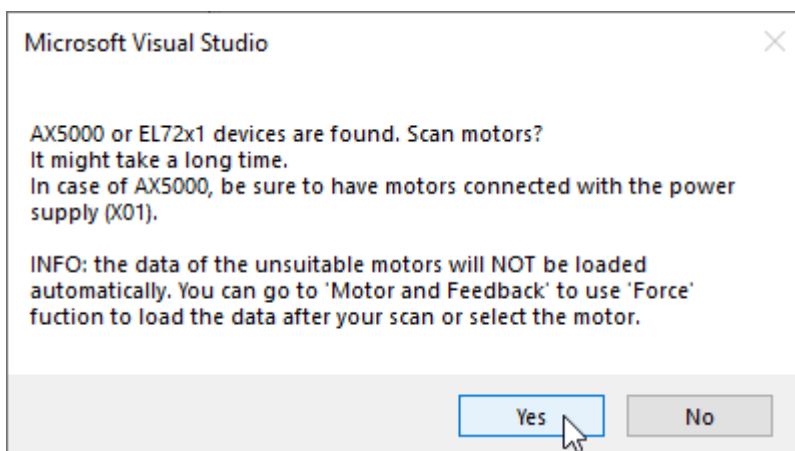 Microsoft Visual Studio
AX5000 or EL72x1 devices are found. Scan motors?
It might take a long time.
In case of AX5000, be sure to have motors connected with the power
supply (X01).
INFO: the data of the unsuitable motors will NOT be loaded
automatically. You can go to 'Motor and Feedback' to use 'Force'
fuction to load the data after your scan or select the motor.
Yes
No